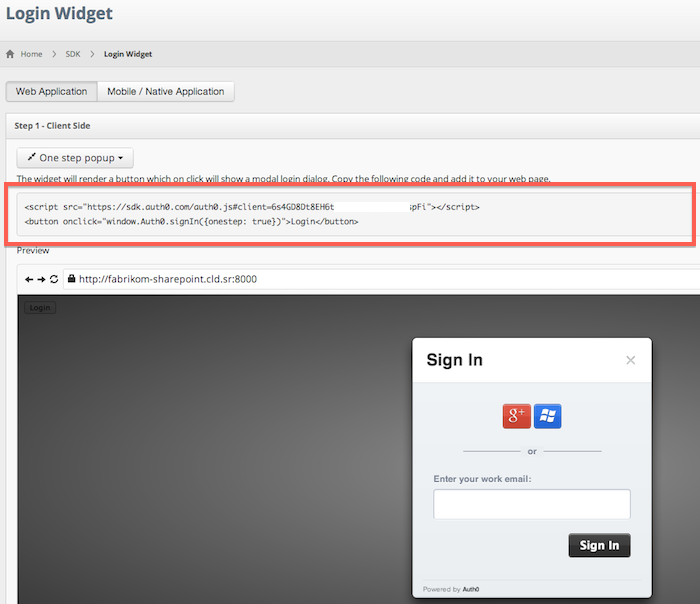 Login Widget
Home > SDK > Login Widget
Web Application Mobile / Native Application
Step 1 - Client Side
One step popup
The widget will render a button which on click will show a modal login dialog. Copy the following code and add it to your web page.
<script src="https://sdk.auth0.com/auth0.js#client=6s4GD8Dt8EH6t pFi"></script>
<button onclick="window.Auth0.signIn({onestep: true})">Login</button>
Preview
http://fabrikom-sharepoint.cld.sr:8000
Login
Sign In ×
g+
or
Enter your work email:
Sign In
Powered by Auth0